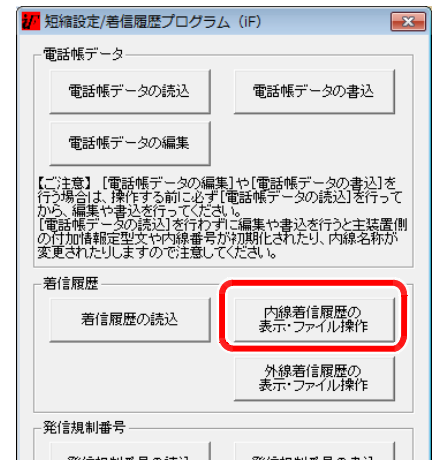 短縮設定/着信履歴プログラム（iF）
電話帳データ
電話帳データの読込
電話帳データの書込
電話帳データの編集
【ご注意】 [電話帳データの編集]や[電話帳データの書込]を
行う場合は、操作する前に必ず[電話帳データの読込]を行って
から、編集や書込を行ってください。
[電話帳データの読込]を行わずに編集や書込を行うと主装置側
の付加情報定型文や内線番号が初期化されたり、内線名称が
変更されたりしますので注意してください。
着信履歴
着信履歴の読込
内線着信履歴の
表示・ファイル操作
外線着信履歴の
表示・ファイル操作
発信規制番号